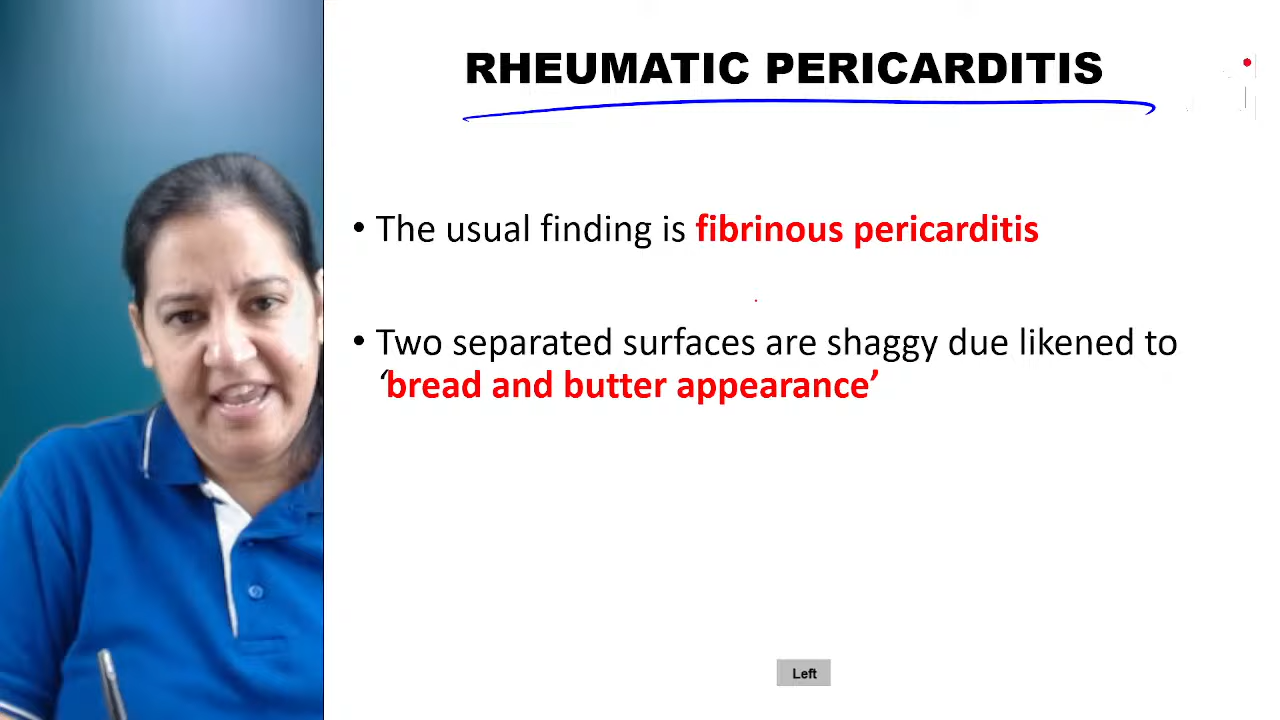 RHEUMATIC PERICARDITIS
• The usual finding is fibrinous pericarditis
• Two separated surfaces are shaggy due likened to
‘bread and butter appearance’
Left